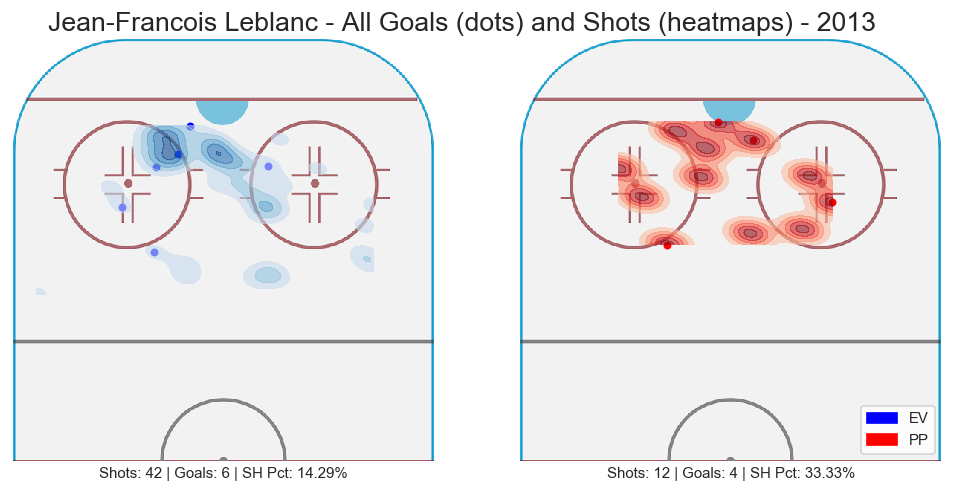 Jean-Francois Leblanc - All Goals (dots) and Shots (heatmaps) - 2013
EV
PP
Shots: 42 | Goals: 6 | SH Pct: 14.29%
Shots: 12 | Goals: 4 | SH Pct: 33.33%